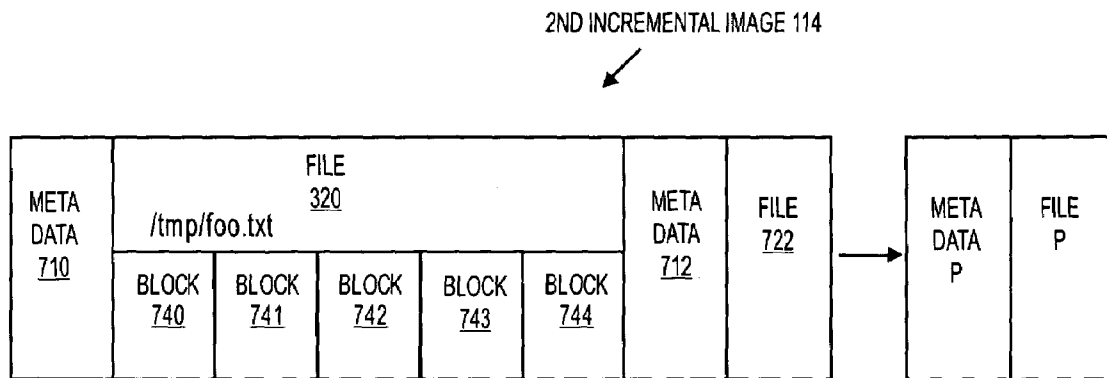 2ND INCREMENTAL IMAGE 114
META
DATA
710
FILE
320
/tmp/foo.txt
BLOCK
740
BLOCK
741
BLOCK
742
BLOCK
743
BLOCK
744
META
DATA
712
FILE
722
META
DATA
P
FILE
P